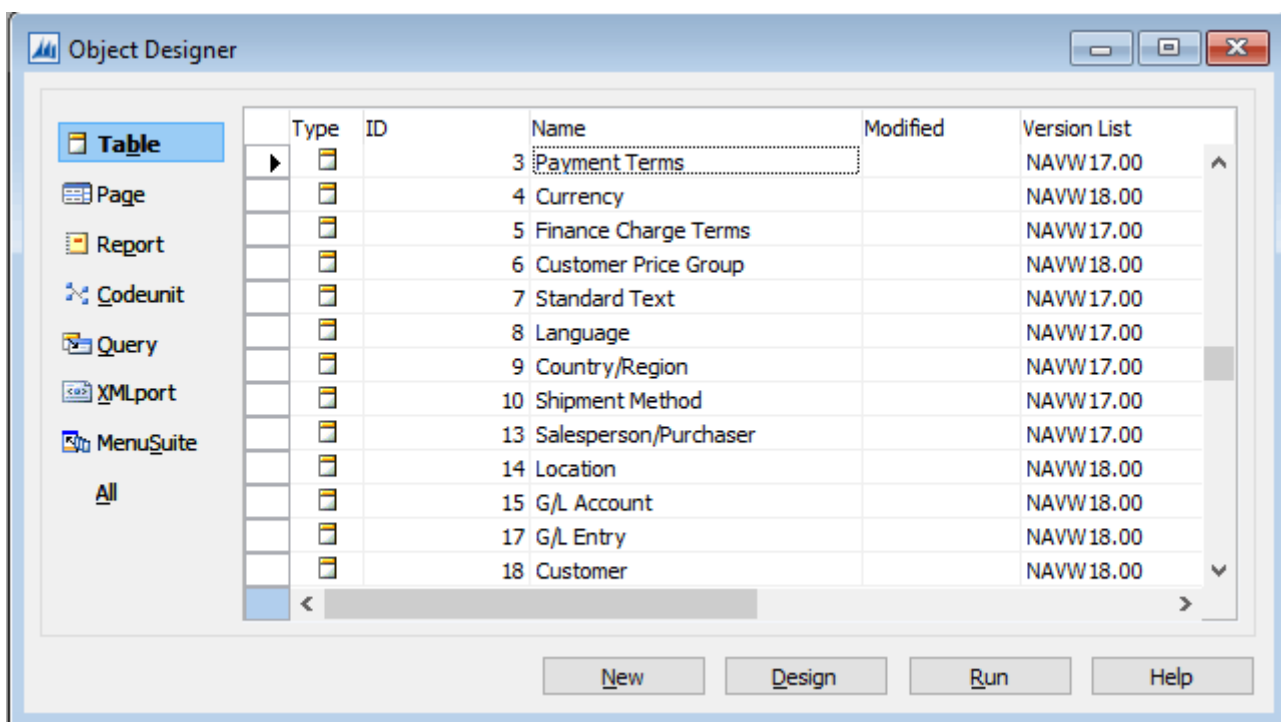 Object Designer
Table
Page
Report
Codeunit
Query
XMLport
MenuSuite
All
Type ID Name Modified Version List
3 Payment Terms NAVW17.00
4 Currency NAVW18.00
5 Finance Charge Terms NAVW17.00
6 Customer Price Group NAVW18.00
7 Standard Text NAVW17.00
8 Language NAVW17.00
9 Country/Region NAVW17.00
10 Shipment Method NAVW17.00
13 Salesperson/Purchaser NAVW17.00
14 Location NAVW18.00
15 G/L Account NAVW18.00
17 G/L Entry NAVW18.00
18 Customer NAVW18.00
New Design Run Help